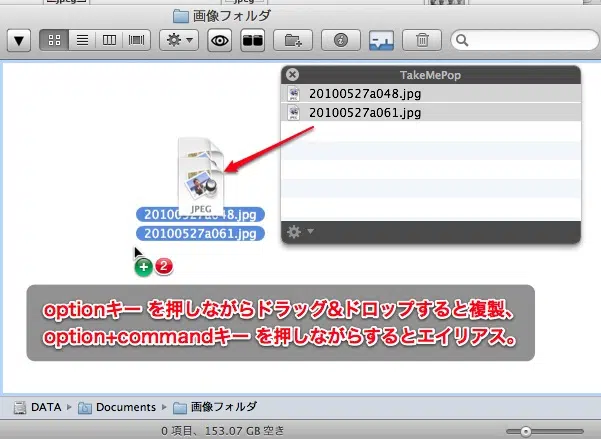 画像フォルダ
TakeMePop
20100527a048.jpg
20100527a061.jpg
JPEG
20100527a048.jpg
20100527a061.jpg
2
optionキー を押しながらドラッグ&ドロップすると複製、
option+commandキー を押しながらするとエイリアス。
DATA ▸ Documents ▸ 画像フォルダ
0 項目、153.07 GB 空き